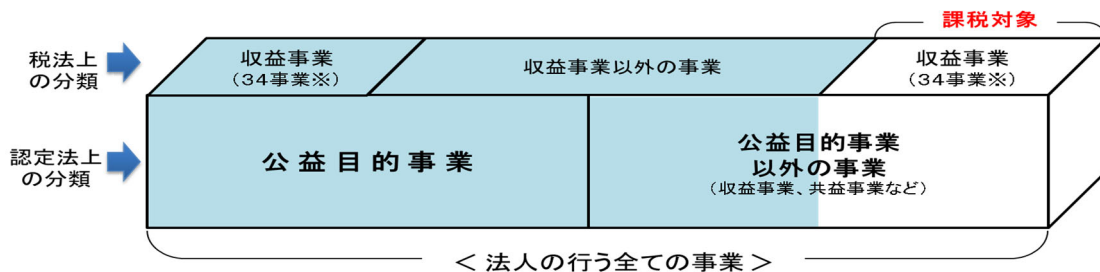 課税対象
税法上
の分類
収益事業
(34事業※)
収益事業以外の事業
収益事業
(34事業※)
認定法上
の分類
公益目的事業
公益目的事業
以外の事業
(収益事業、共益事業など)
＜法人の行う全ての事業＞